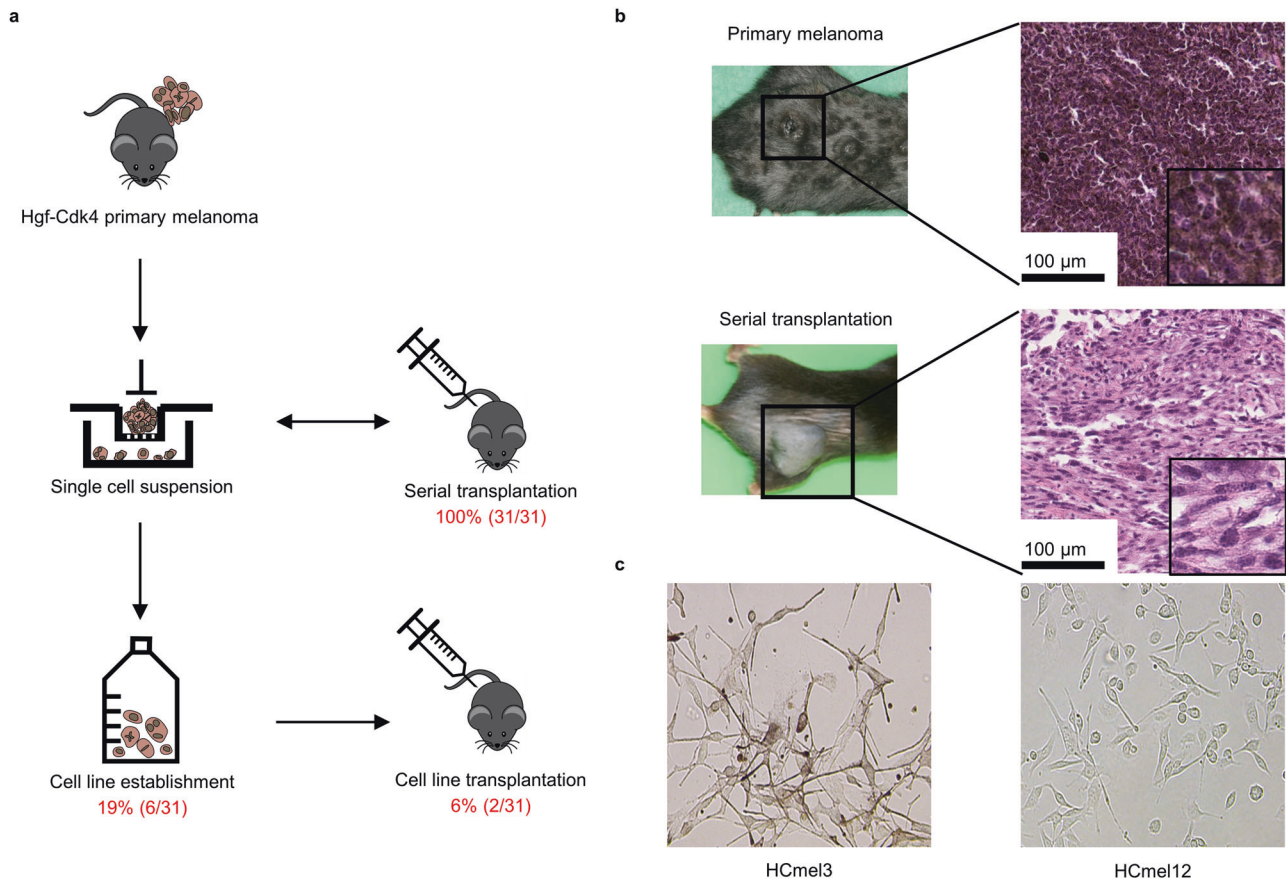 a
Hgf-Cdk4 primary melanoma
Single cell suspension
Serial transplantation
100% (31/31)
Cell line establishment
19% (6/31)
Cell line transplantation
6% (2/31)
b
Primary melanoma
100 µm
Serial transplantation
100 µm
c
HCmel3
HCmel12